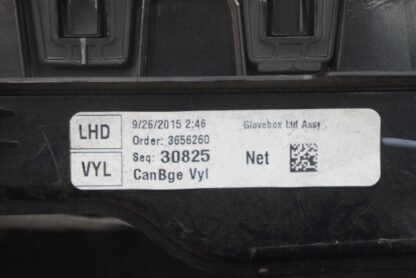 LHD
VYL
9/26/2015 2:46
Order: 3656260
Seq: 30825
CanBge Vyl
Glovebox Ltd Assy
Net